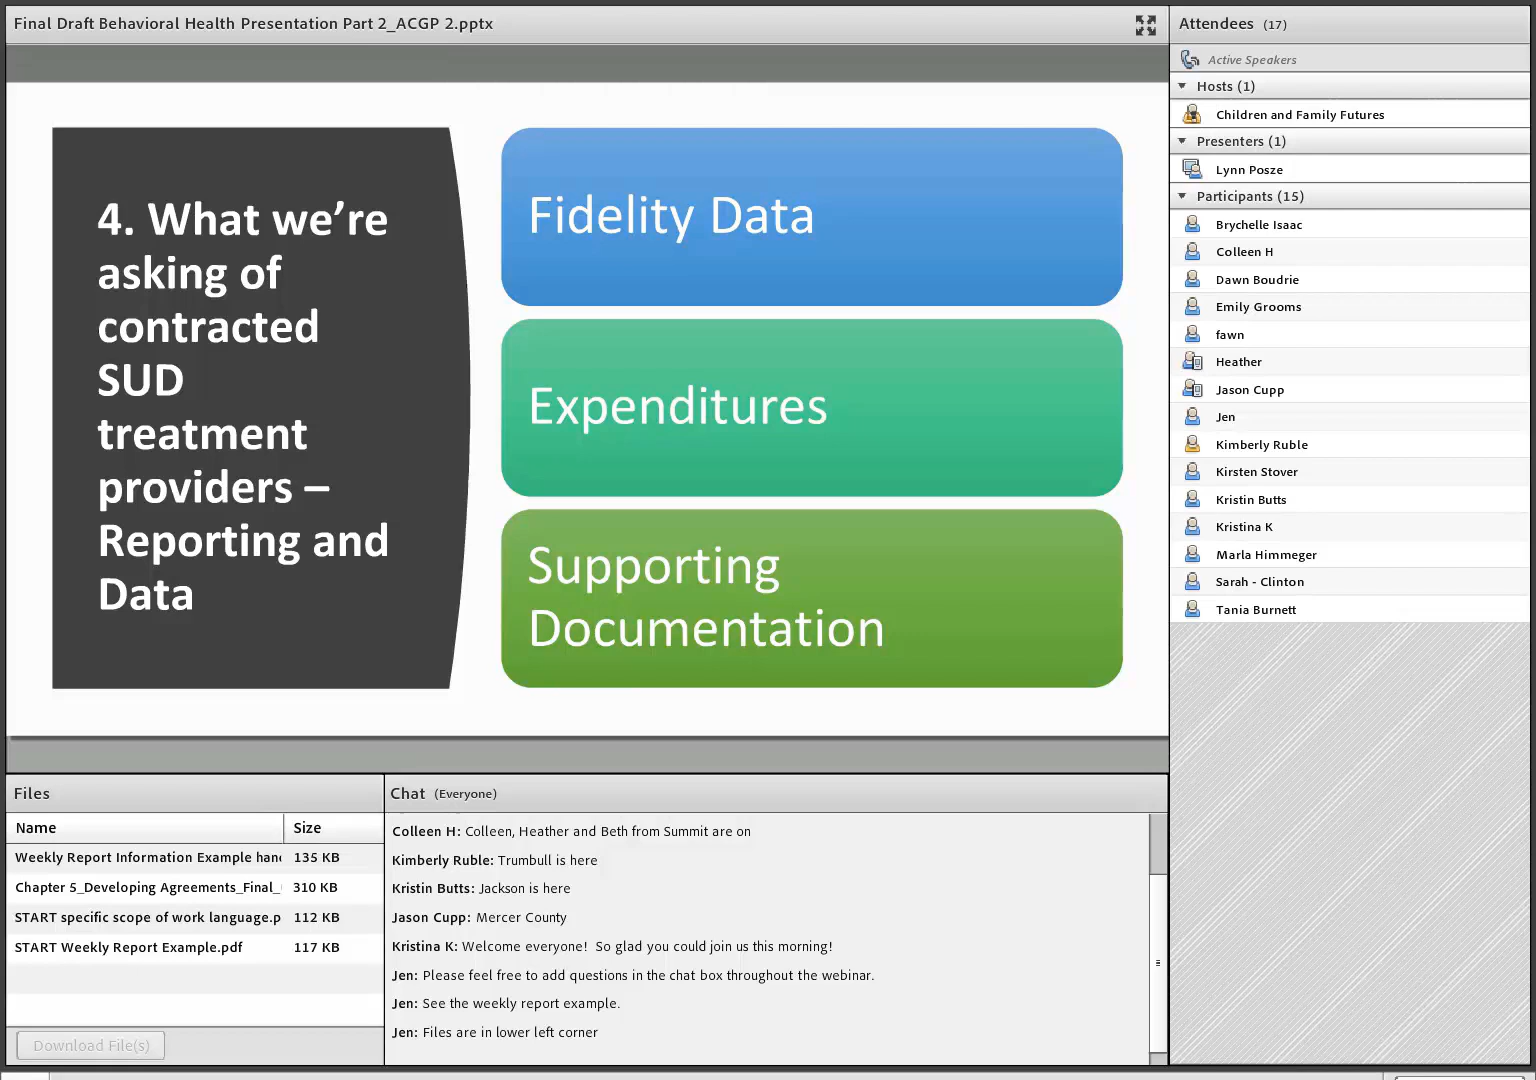 Final Draft Behavioral Health Presentation Part 2_ACGP 2.pptx
4. What we’re
asking of
contracted
SUD
treatment
providers –
Reporting and
Data
Fidelity Data
Expenditures
Supporting
Documentation
Attendees (17)
Active Speakers
Hosts (1)
Children and Family Futures
Presenters (1)
Lynn Posze
Participants (15)
Brychelle Isaac
Colleen H
Dawn Boudrie
Emily Grooms
fawn
Heather
Jason Cupp
Jen
Kimberly Ruble
Kirsten Stover
Kristin Butts
Kristina K
Marla Himmeger
Sarah - Clinton
Tania Burnett
Files
Name Size
Weekly Report Information Example hand 135 KB
Chapter 5_Developing Agreements_Final_ 310 KB
START specific scope of work language.p 112 KB
START Weekly Report Example.pdf 117 KB
Download File(s)
Chat (Everyone)
Colleen H: Colleen, Heather and Beth from Summit are on
Kimberly Ruble: Trumbull is here
Kristin Butts: Jackson is here
Jason Cupp: Mercer County
Kristina K: Welcome everyone!  So glad you could join us this morning!
Jen: Please feel free to add questions in the chat box throughout the webinar.
Jen: See the weekly report example.
Jen: Files are in lower left corner